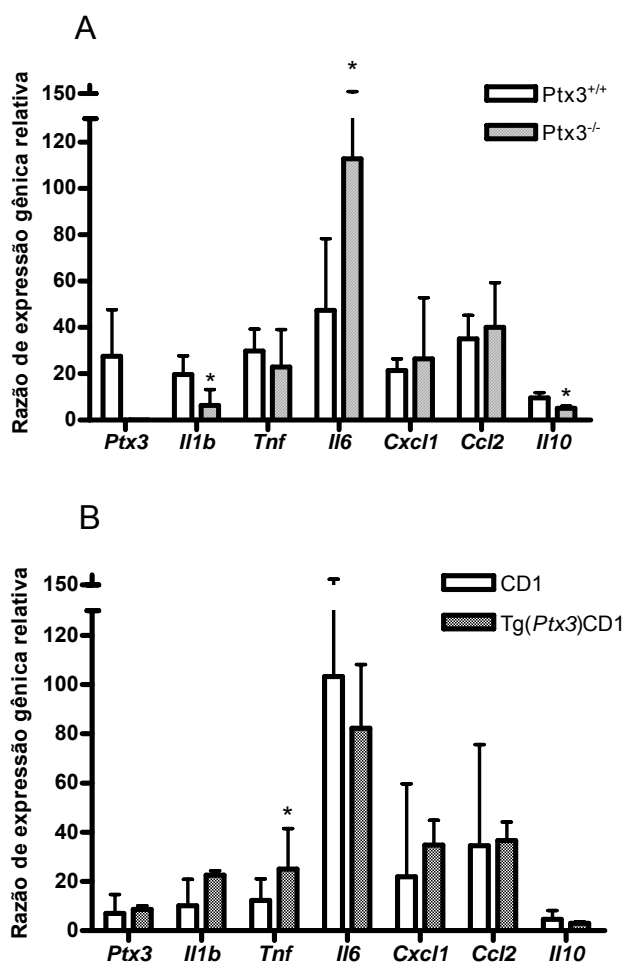 A
Razão de expressão gênica relativa
150
120
100
80
60
40
20
0
*
*
*
Ptx3+/+
Ptx3-/-
Ptx3 Il1b Tnf Il6 Cxcl1 Ccl2 Il10
B
Razão de expressão gênica relativa
150
120
100
80
60
40
20
0
*
CD1
Tg(Ptx3)CD1
Ptx3 Il1b Tnf Il6 Cxcl1 Ccl2 Il10